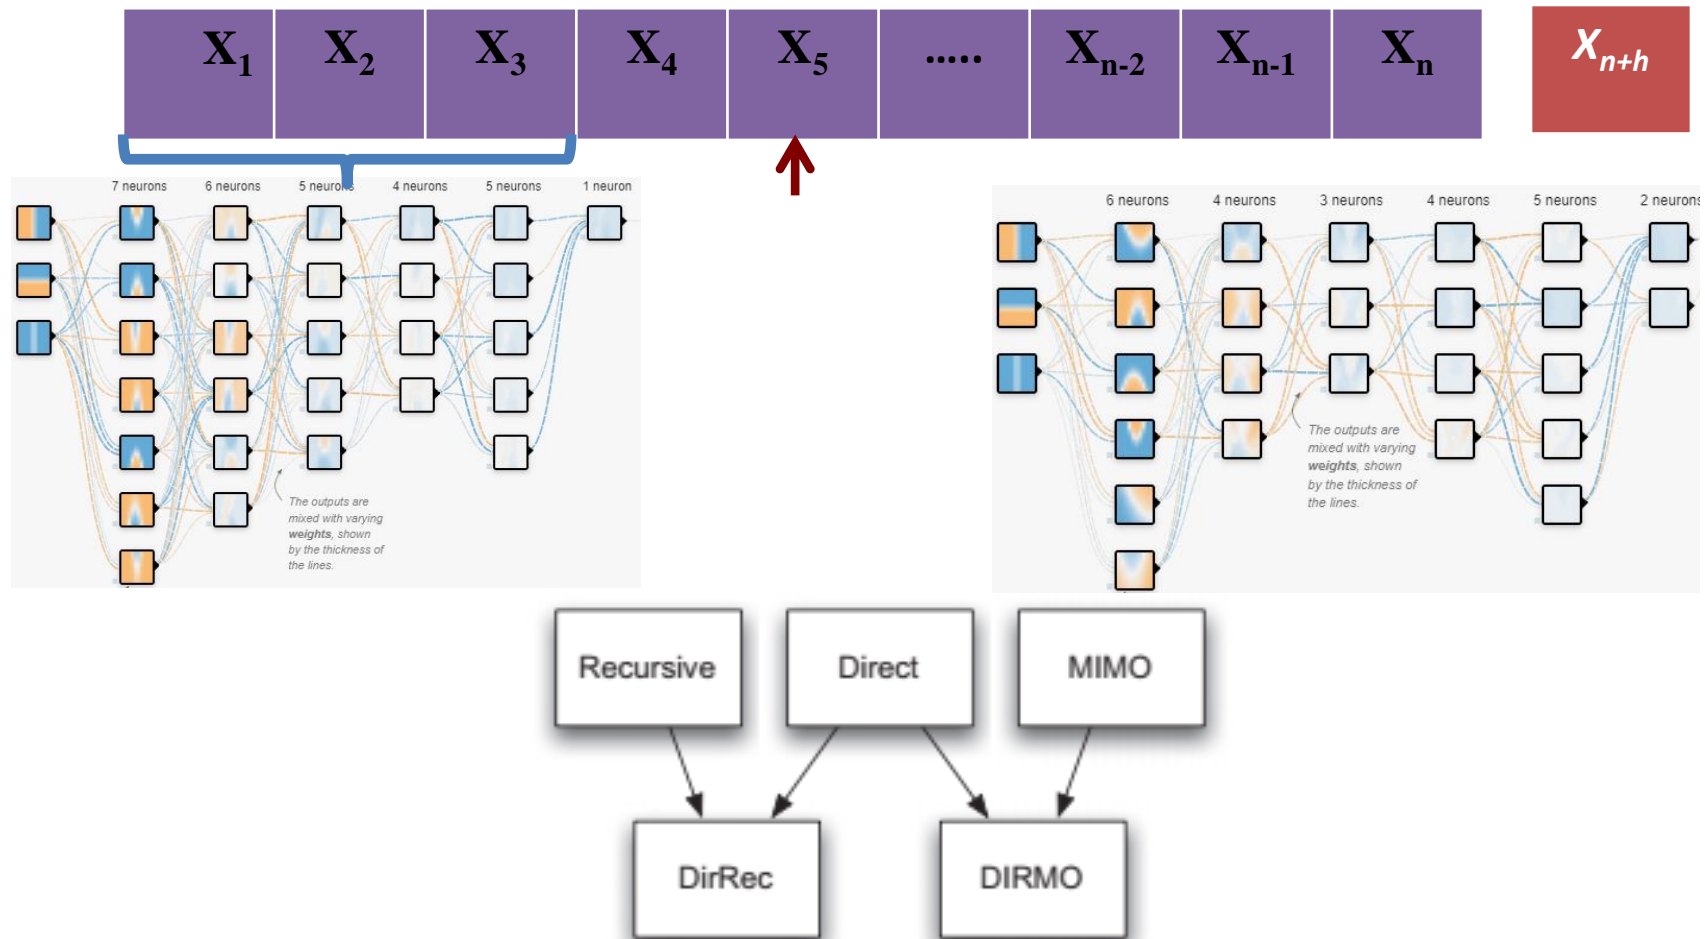 X1 X2 X3 X4 X5 ..... Xn-2 Xn-1 Xn Xn+h
7 neurons 6 neurons 5 neurons 4 neurons 5 neurons 1 neuron
The outputs are
mixed with varying
weights, shown
by the thickness of
the lines.
6 neurons 4 neurons 3 neurons 4 neurons 5 neurons 2 neurons
The outputs are
mixed with varying
weights, shown
by the thickness of
the lines.
Recursive Direct MIMO
DirRec DIRMO